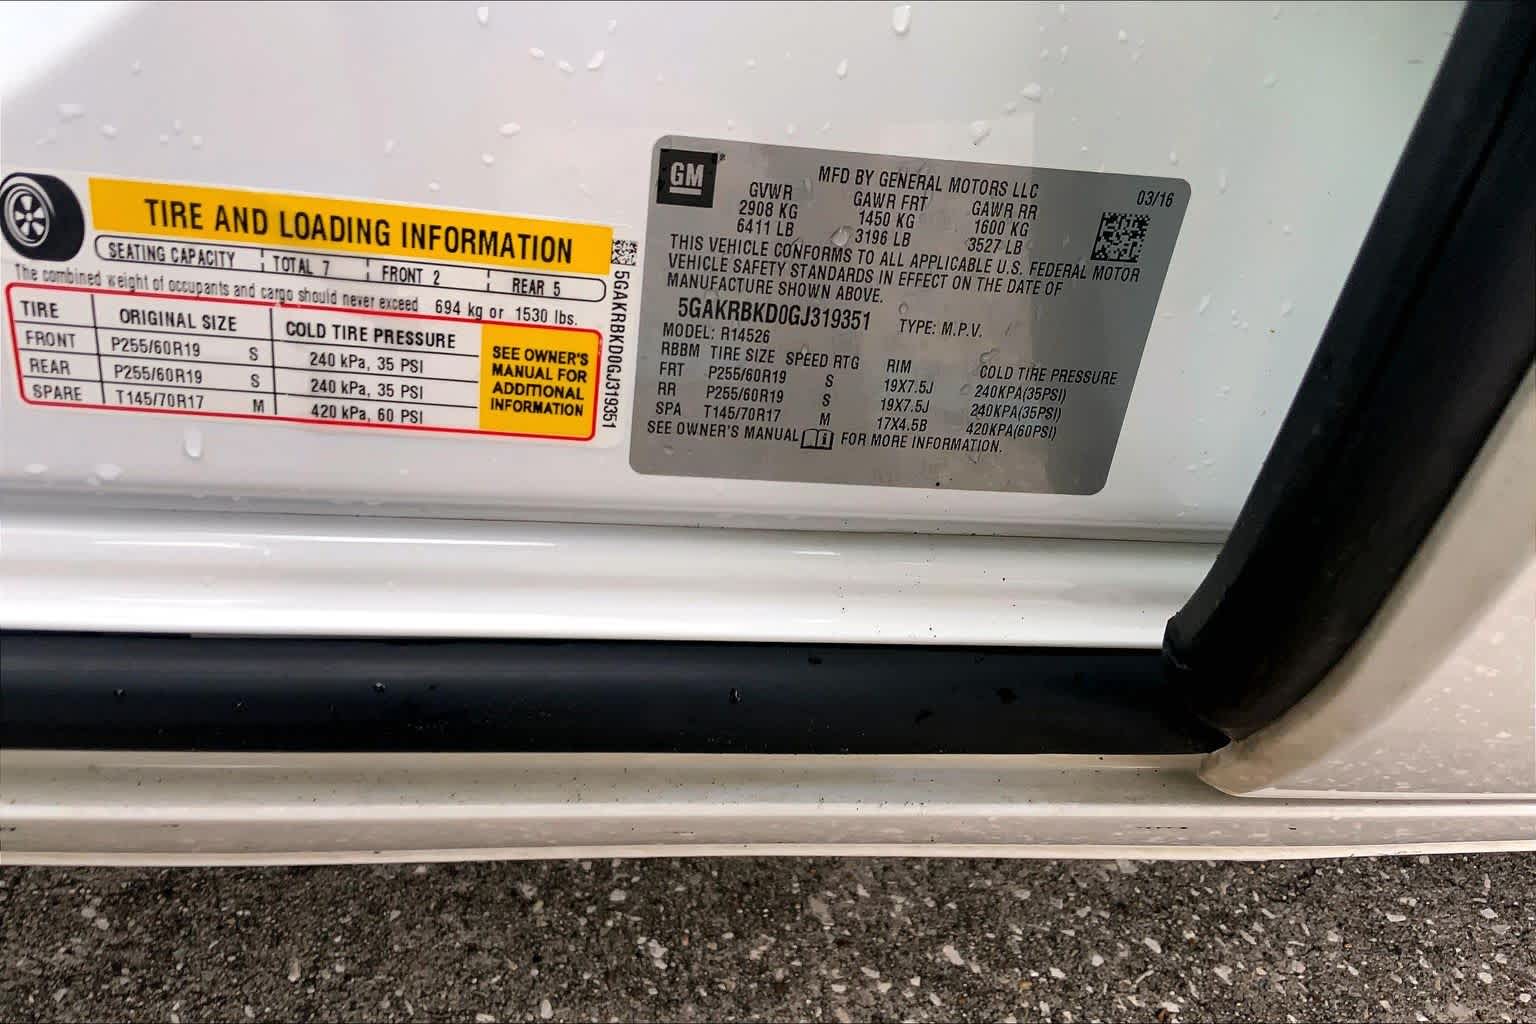 TIRE AND LOADING INFORMATION
SEATING CAPACITY TOTAL 7 FRONT 2 REAR 5
The combined weight of occupants and cargo should never exceed 694 kg or 1530 lbs.
TIRE ORIGINAL SIZE COLD TIRE PRESSURE
FRONT P255/60R19 S 240 kPa, 35 PSI
REAR P255/60R19 S 240 kPa, 35 PSI
SPARE T145/70R17 M 420 kPa, 60 PSI
SEE OWNER'S
MANUAL FOR
ADDITIONAL
INFORMATION
5GAKRBKD0GJ319351
GM
MFD BY GENERAL MOTORS LLC 03/16
GVWR GAWR FRT GAWR RR
2908 KG 1450 KG 1600 KG
6411 LB 3196 LB 3527 LB
THIS VEHICLE CONFORMS TO ALL APPLICABLE U.S. FEDERAL MOTOR
VEHICLE SAFETY STANDARDS IN EFFECT ON THE DATE OF
MANUFACTURE SHOWN ABOVE.
5GAKRBKD0GJ319351 TYPE: M.P.V.
MODEL: R14526
RBBM TIRE SIZE SPEED RTG RIM COLD TIRE PRESSURE
FRT P255/60R19 S 19X7.5J 240KPA(35PSI)
RR P255/60R19 S 19X7.5J 240KPA(35PSI)
SPA T145/70R17 M 17X4.5B 420KPA(60PSI)
SEE OWNER'S MANUAL FOR MORE INFORMATION.